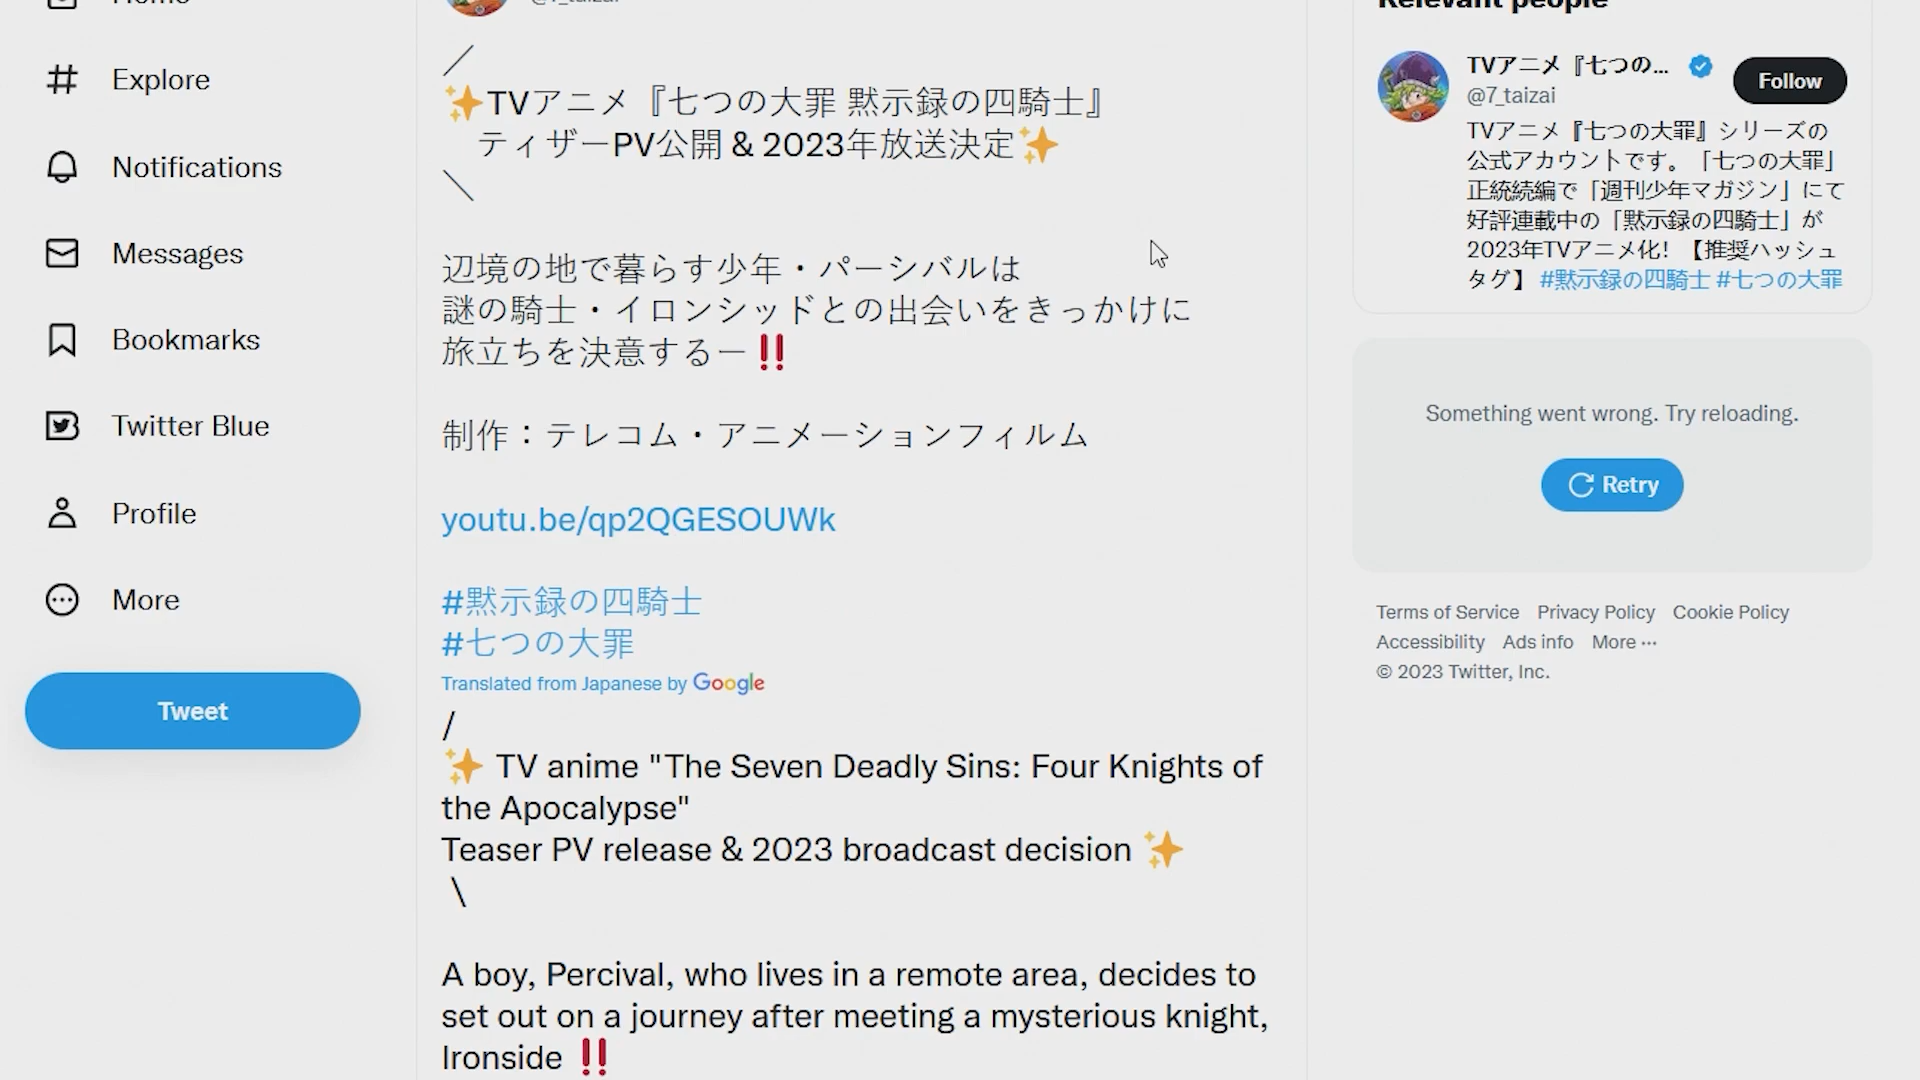 Home
Explore
Notifications
Messages
Bookmarks
Twitter Blue
Profile
More
Tweet
@7_taizai
／
✨TVアニメ『七つの大罪 黙示録の四騎士』
ティザーPV公開 & 2023年放送決定✨
＼
辺境の地で暮らす少年・パーシバルは
謎の騎士・イロンシッドとの出会いをきっかけに
旅立ちを決意するー‼️
制作：テレコム・アニメーションフィルム
youtu.be/qp2QGESOUWk
#黙示録の四騎士
#七つの大罪
Translated from Japanese by Google
/
✨ TV anime "The Seven Deadly Sins: Four Knights of
the Apocalypse"
Teaser PV release & 2023 broadcast decision ✨
\
A boy, Percival, who lives in a remote area, decides to
set out on a journey after meeting a mysterious knight,
Ironside ‼️
Relevant people
TVアニメ『七つの...
Follow
@7_taizai
TVアニメ『七つの大罪』シリーズの
公式アカウントです。「七つの大罪」
正統続編で「週刊少年マガジン」にて
好評連載中の「黙示録の四騎士」が
2023年TVアニメ化！【推奨ハッシュ
タグ】 #黙示録の四騎士 #七つの大罪
Something went wrong. Try reloading.
Retry
Terms of Service Privacy Policy Cookie Policy
Accessibility Ads info More ···
© 2023 Twitter, Inc.